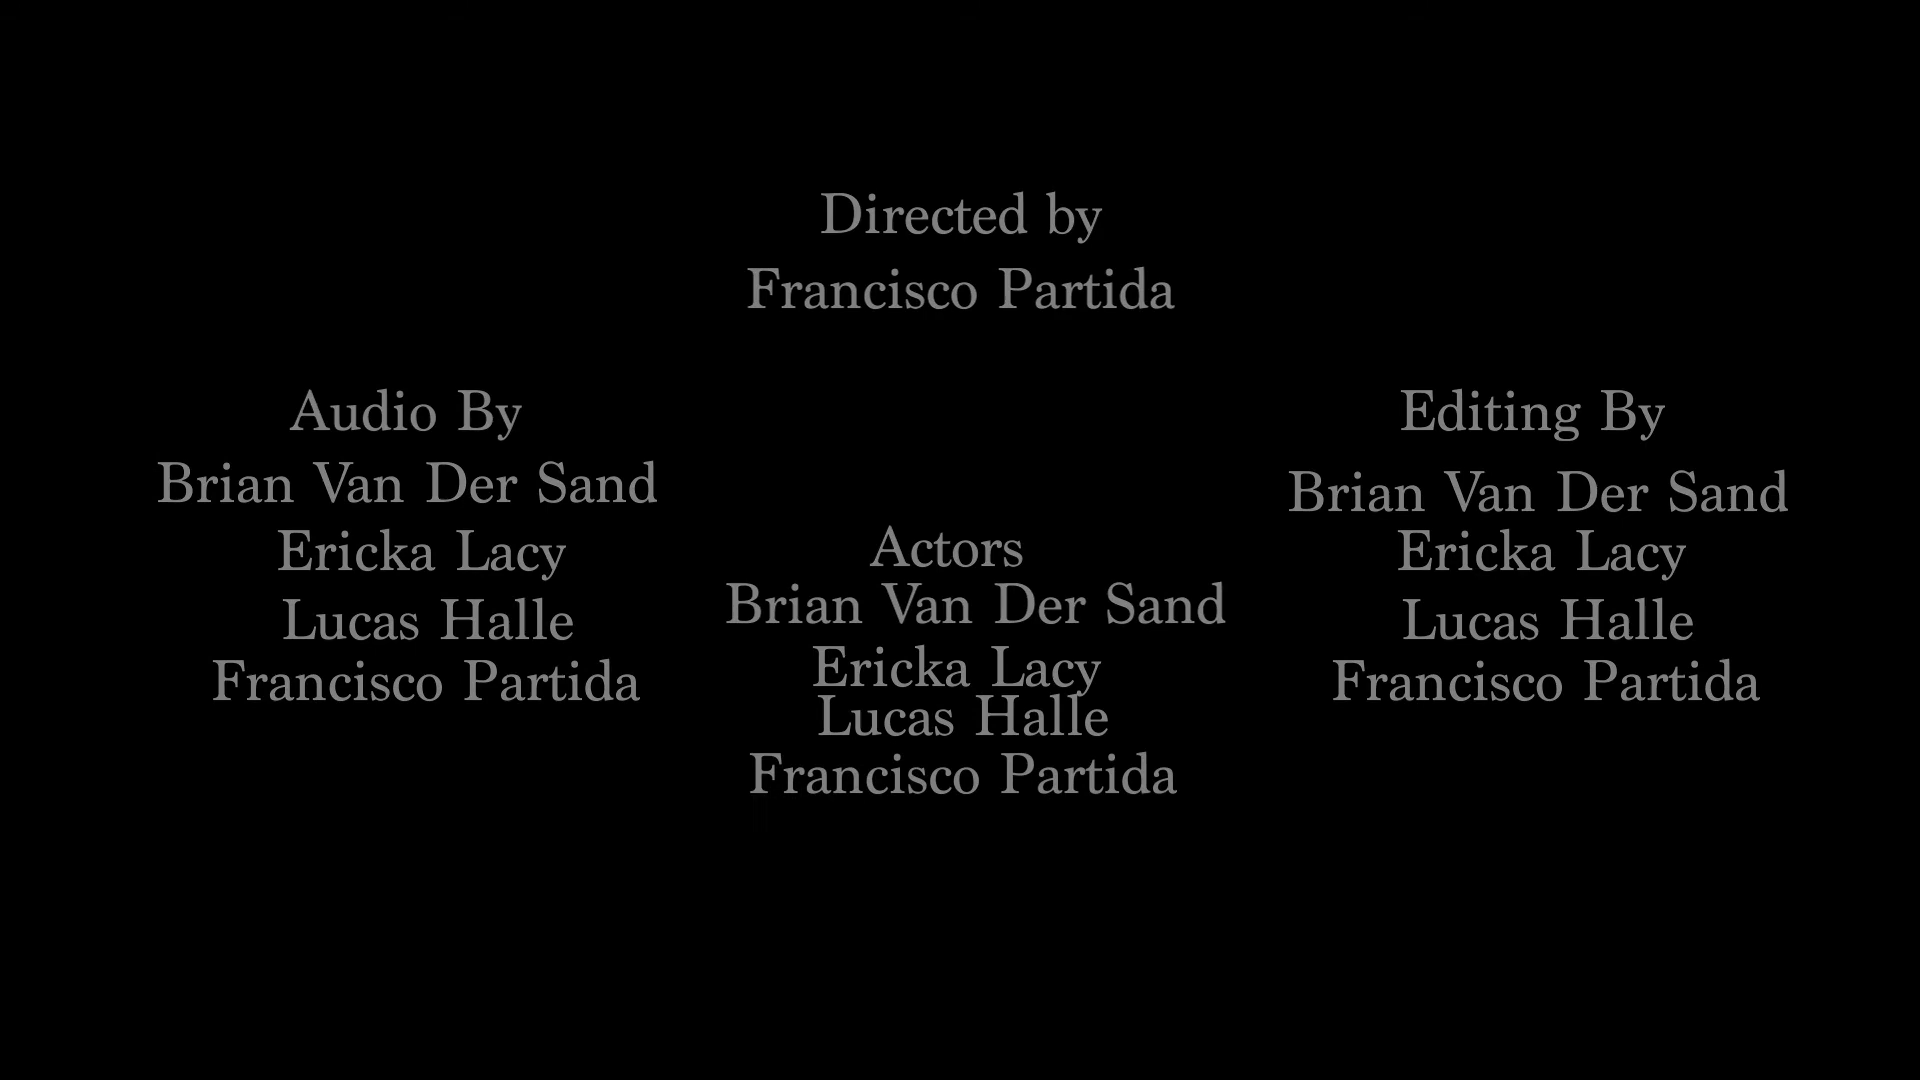 Directed by
Francisco Partida
Audio By
Brian Van Der Sand
Ericka Lacy
Lucas Halle
Francisco Partida
Actors
Brian Van Der Sand
Ericka Lacy
Lucas Halle
Francisco Partida
Editing By
Brian Van Der Sand
Ericka Lacy
Lucas Halle
Francisco Partida